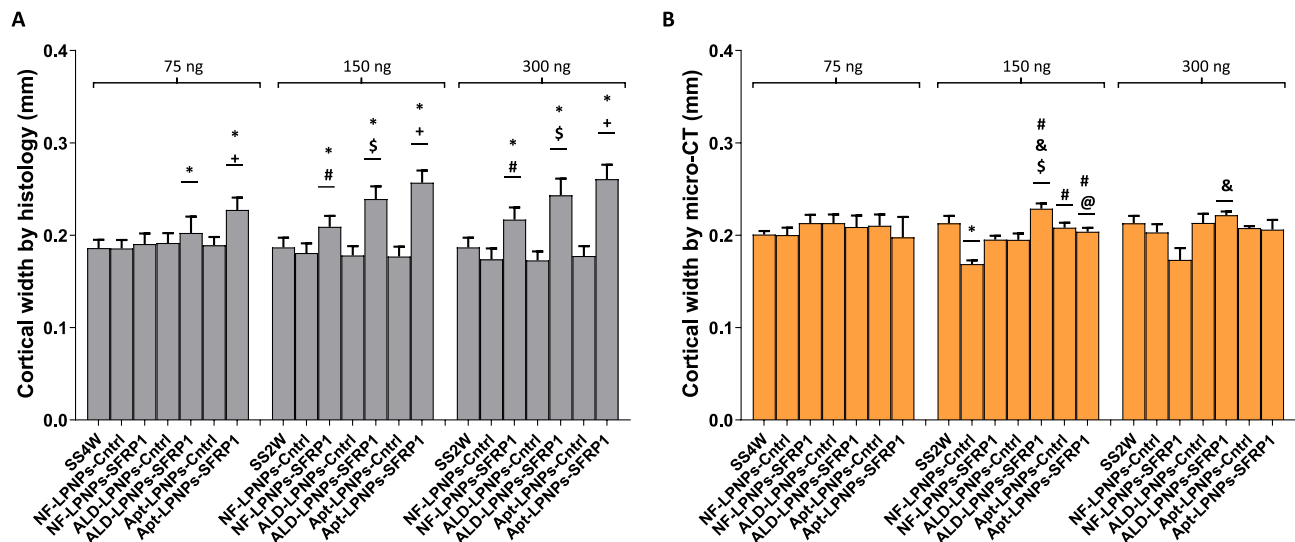 A
Cortical width by histology (mm)
0.4
0.3
0.2
0.1
0.0
75 ng
150 ng
300 ng
*
*
+
*
#
*
$
*
+
*
#
*
$
*
+
SS4W
NF-LPNPs-Ctrl
NF-LPNPs-SFRP1
ALD-LPNPs-Cntrl
ALD-LPNPs-SFRP1
Apt-LPNPs-Cntrl
Apt-LPNPs-SFRP1
SS2W
NF-LPNPs-Cntrl
NF-LPNPs-SFRP1
ALD-LPNPs-Cntrl
ALD-LPNPs-SFRP1
Apt-LPNPs-Cntrl
Apt-LPNPs-SFRP1
SS2W
NF-LPNPs-Cntrl
NF-LPNPs-SFRP1
ALD-LPNPs-Cntrl
ALD-LPNPs-SFRP1
Apt-LPNPs-Cntrl
Apt-LPNPs-SFRP1
B
Cortical width by micro-CT (mm)
0.4
0.3
0.2
0.1
0.0
75 ng
150 ng
300 ng
*
#
&
$
#
#
@
&
SS4W
NF-LPNPs-Cntrl
NF-LPNPs-SFRP1
ALD-LPNPs-Cntrl
ALD-LPNPs-SFRP1
Apt-LPNPs-Cntrl
Apt-LPNPs-SFRP1
SS2W
NF-LPNPs-Cntrl
NF-LPNPs-SFRP1
ALD-LPNPs-Cntrl
ALD-LPNPs-SFRP1
Apt-LPNPs-Cntrl
Apt-LPNPs-SFRP1
SS2W
NF-LPNPs-Cntrl
NF-LPNPs-SFRP1
ALD-LPNPs-Cntrl
ALD-LPNPs-SFRP1
Apt-LPNPs-Cntrl
Apt-LPNPs-SFRP1